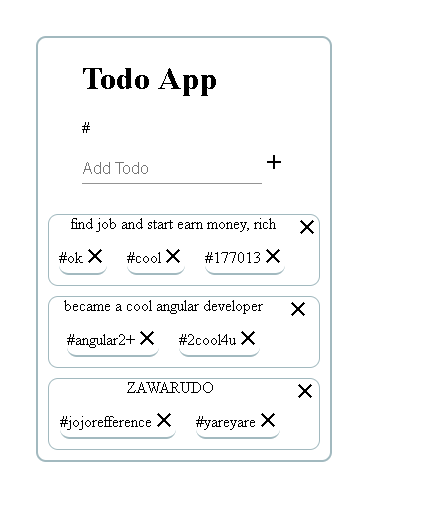 Todo App
#
Add Todo
find job and start earn money, rich
#ok #cool #177013
became a cool angular developer
#angular2+ #2cool4u
ZAWARUDO
#jojorefference #yareyare